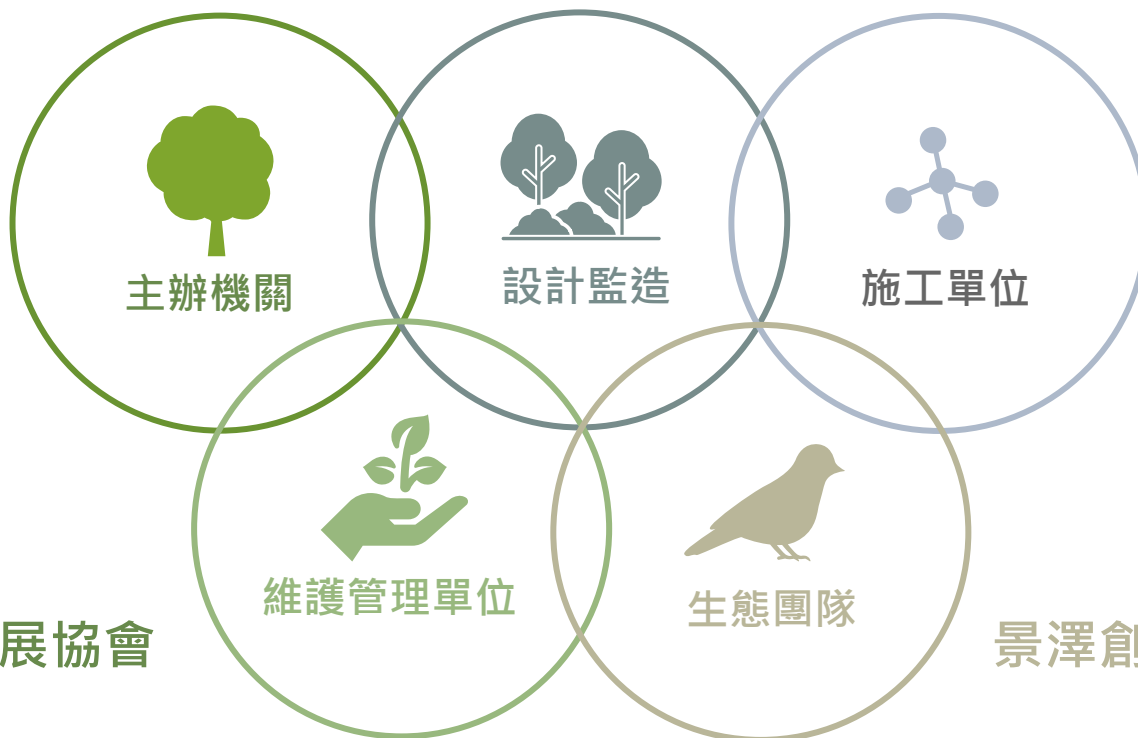 主辦機關
設計監造
施工單位
維護管理單位
生態團隊
展協會
景澤創